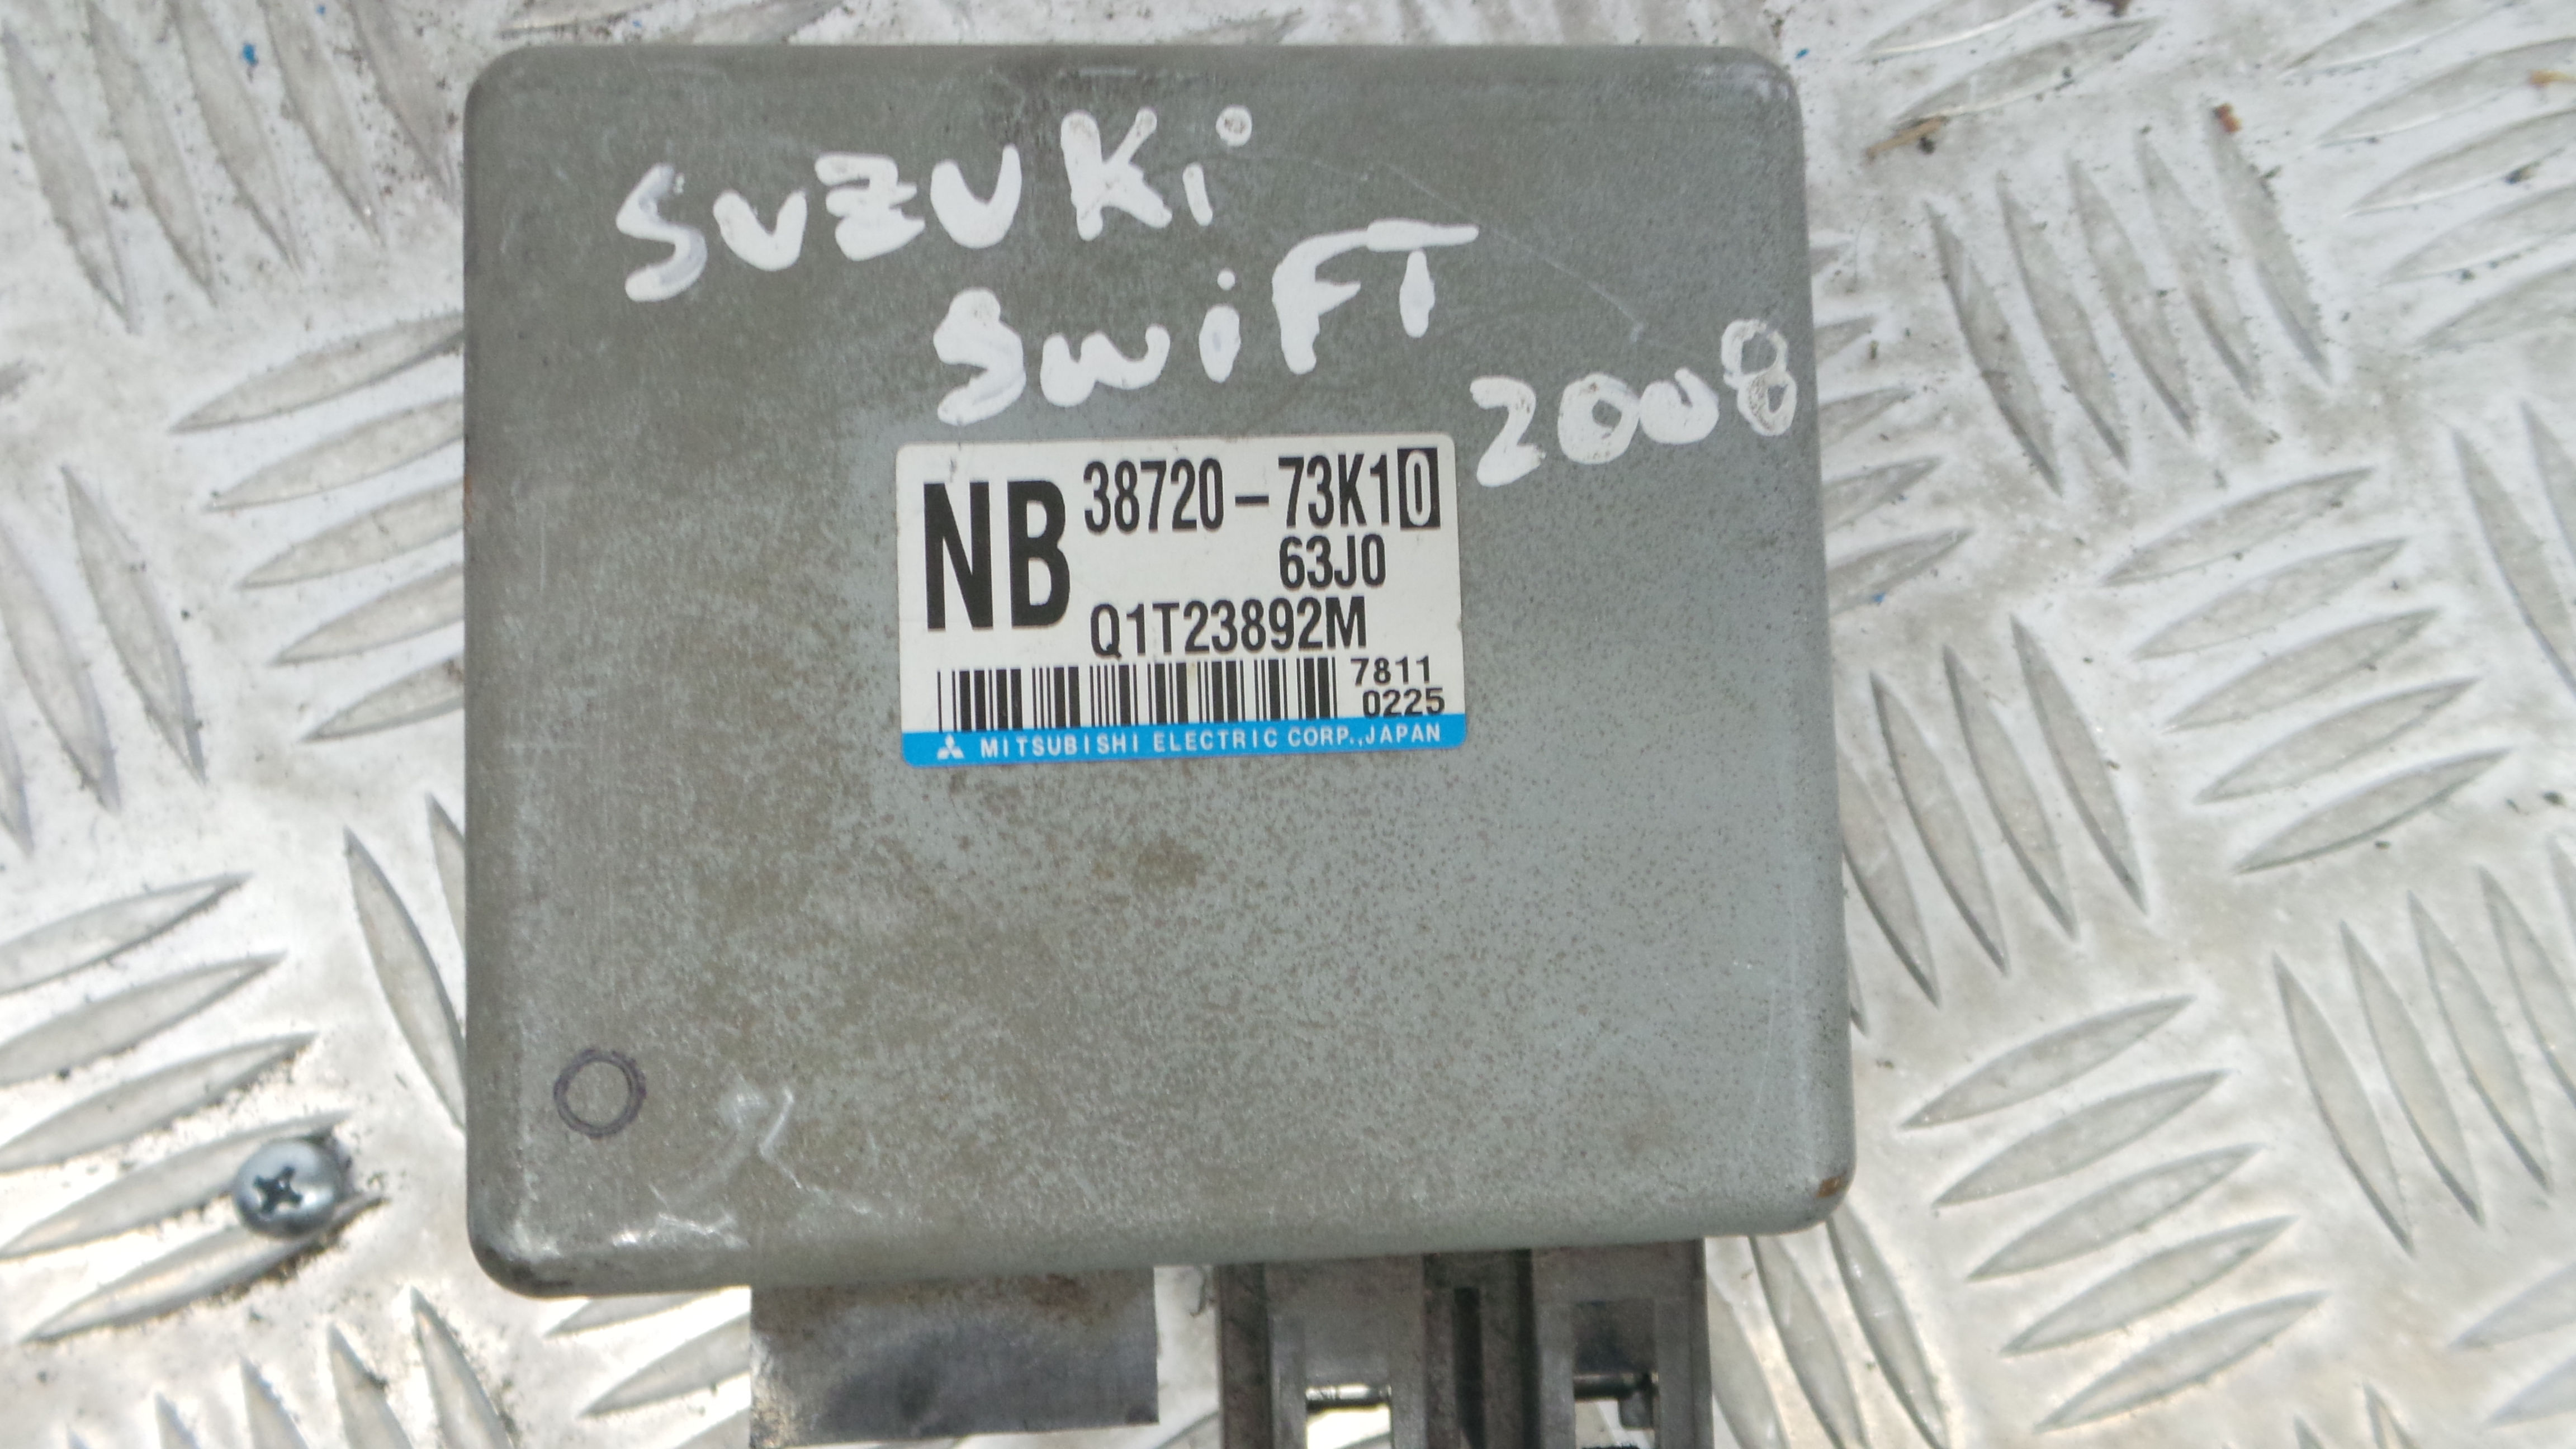 SUZUKi
SWiFT
2008
NB 38720-73K10
63J0
Q1T23892M
7811
0225
MITSUBISHI ELECTRIC CORP.,JAPAN